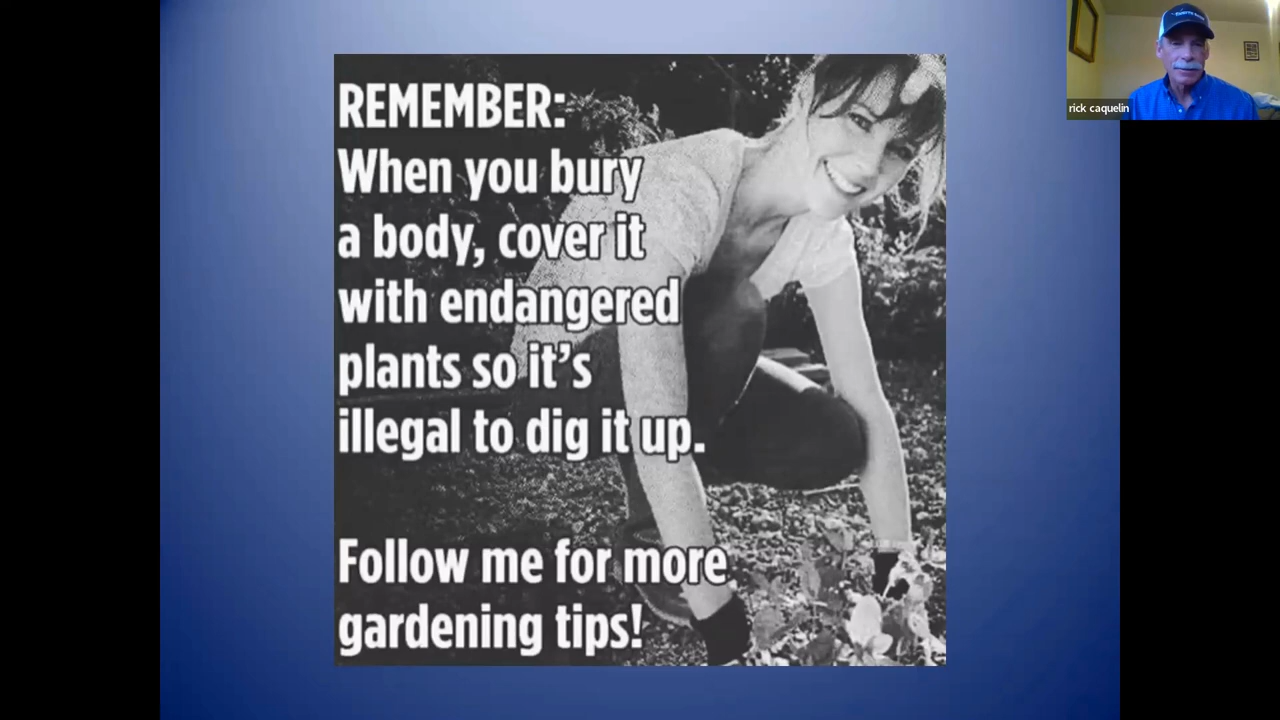 REMEMBER:
When you bury
a body, cover it
with endangered
plants so it's
illegal to dig it up.
Follow me for more
gardening tips!
rick caquelin